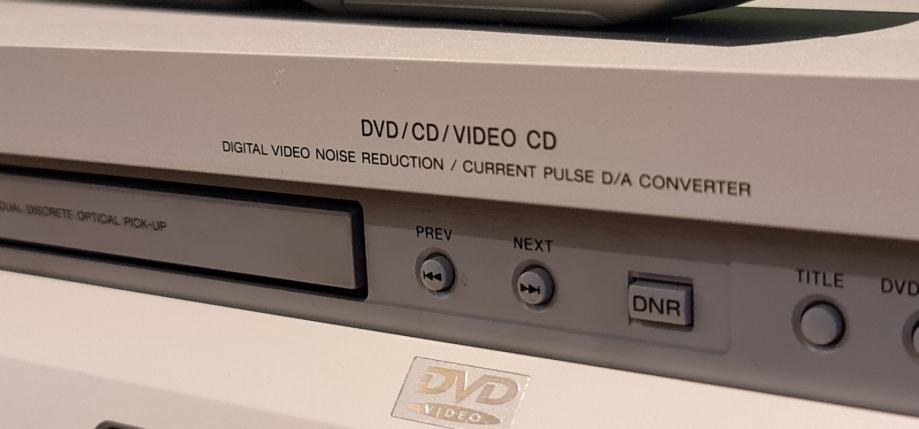 DVD/CD/VIDEO CD
DIGITAL VIDEO NOISE REDUCTION / CURRENT PULSE D/A CONVERTER
DUAL DISCRETE OPTICAL PICK-UP
PREV
NEXT
DNR
TITLE
DVD
DVD
VIDEO